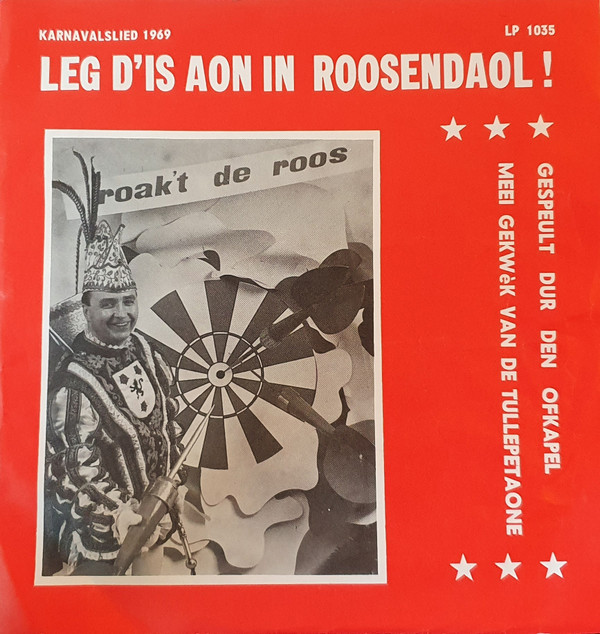 KARNAVALSLIED 1969
LP 1035
LEG D'IS AON IN ROOSENDAOL!
roak't de roos
GESPEULT DUR DEN OFKAPEL
MEEI GEKWèK VAN DE TULLEPETAONE